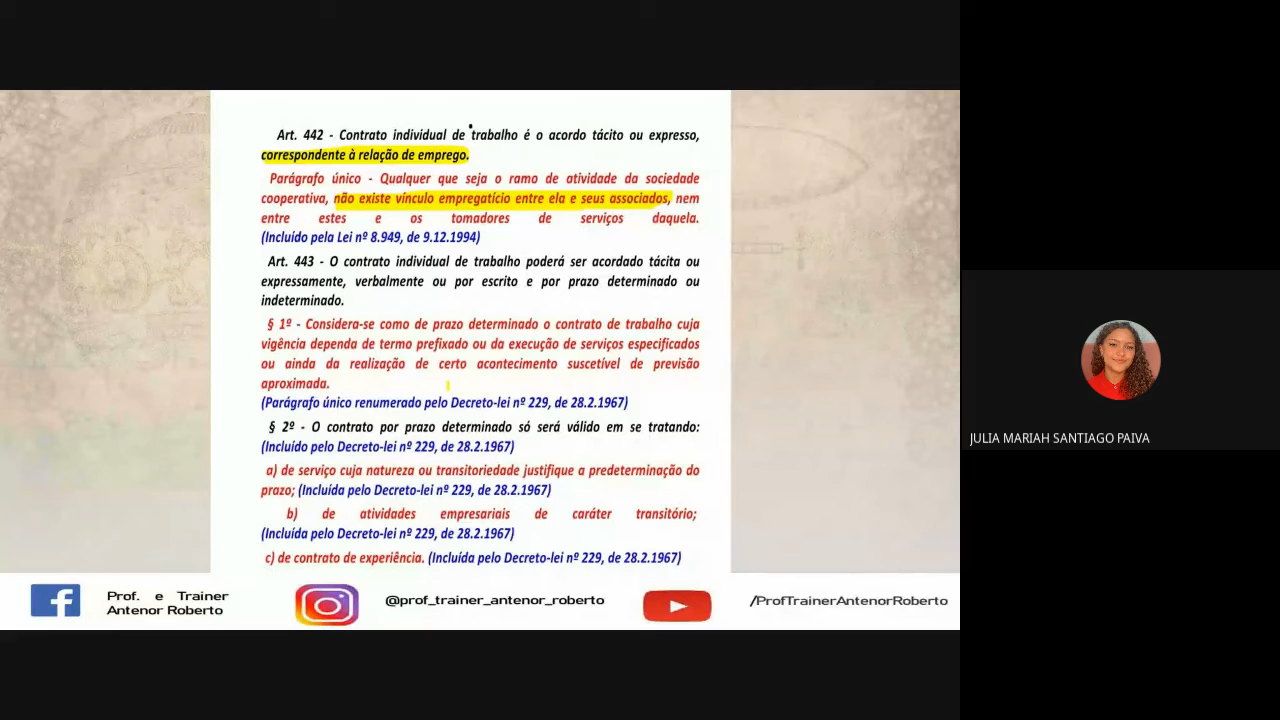 Art. 442 - Contrato individual de trabalho é o acordo tácito ou expresso,
correspondente à relação de emprego.
Parágrafo único - Qualquer que seja o ramo de atividade da sociedade
cooperativa, não existe vínculo empregatício entre ela e seus associados, nem
entre estes e os tomadores de serviços daquela.
(Incluído pela Lei nº 8.949, de 9.12.1994)
Art. 443 - O contrato individual de trabalho poderá ser acordado tácita ou
expressamente, verbalmente ou por escrito e por prazo determinado ou
indeterminado.
§ 1º - Considera-se como de prazo determinado o contrato de trabalho cuja
vigência dependa de termo prefixado ou da execução de serviços especificados
ou ainda da realização de certo acontecimento suscetível de previsão
aproximada.
(Parágrafo único renumerado pelo Decreto-lei nº 229, de 28.2.1967)
§ 2º - O contrato por prazo determinado só será válido em se tratando:
(Incluído pelo Decreto-lei nº 229, de 28.2.1967)
a) de serviço cuja natureza ou transitoriedade justifique a predeterminação do
prazo; (Incluída pelo Decreto-lei nº 229, de 28.2.1967)
b) de atividades empresariais de caráter transitório;
(Incluída pelo Decreto-lei nº 229, de 28.2.1967)
c) de contrato de experiência. (Incluída pelo Decreto-lei nº 229, de 28.2.1967)
Prof. e Trainer
Antenor Roberto
@prof_trainer_antenor_roberto
/ProfTrainerAntenorRoberto
JULIA MARIAH SANTIAGO PAIVA